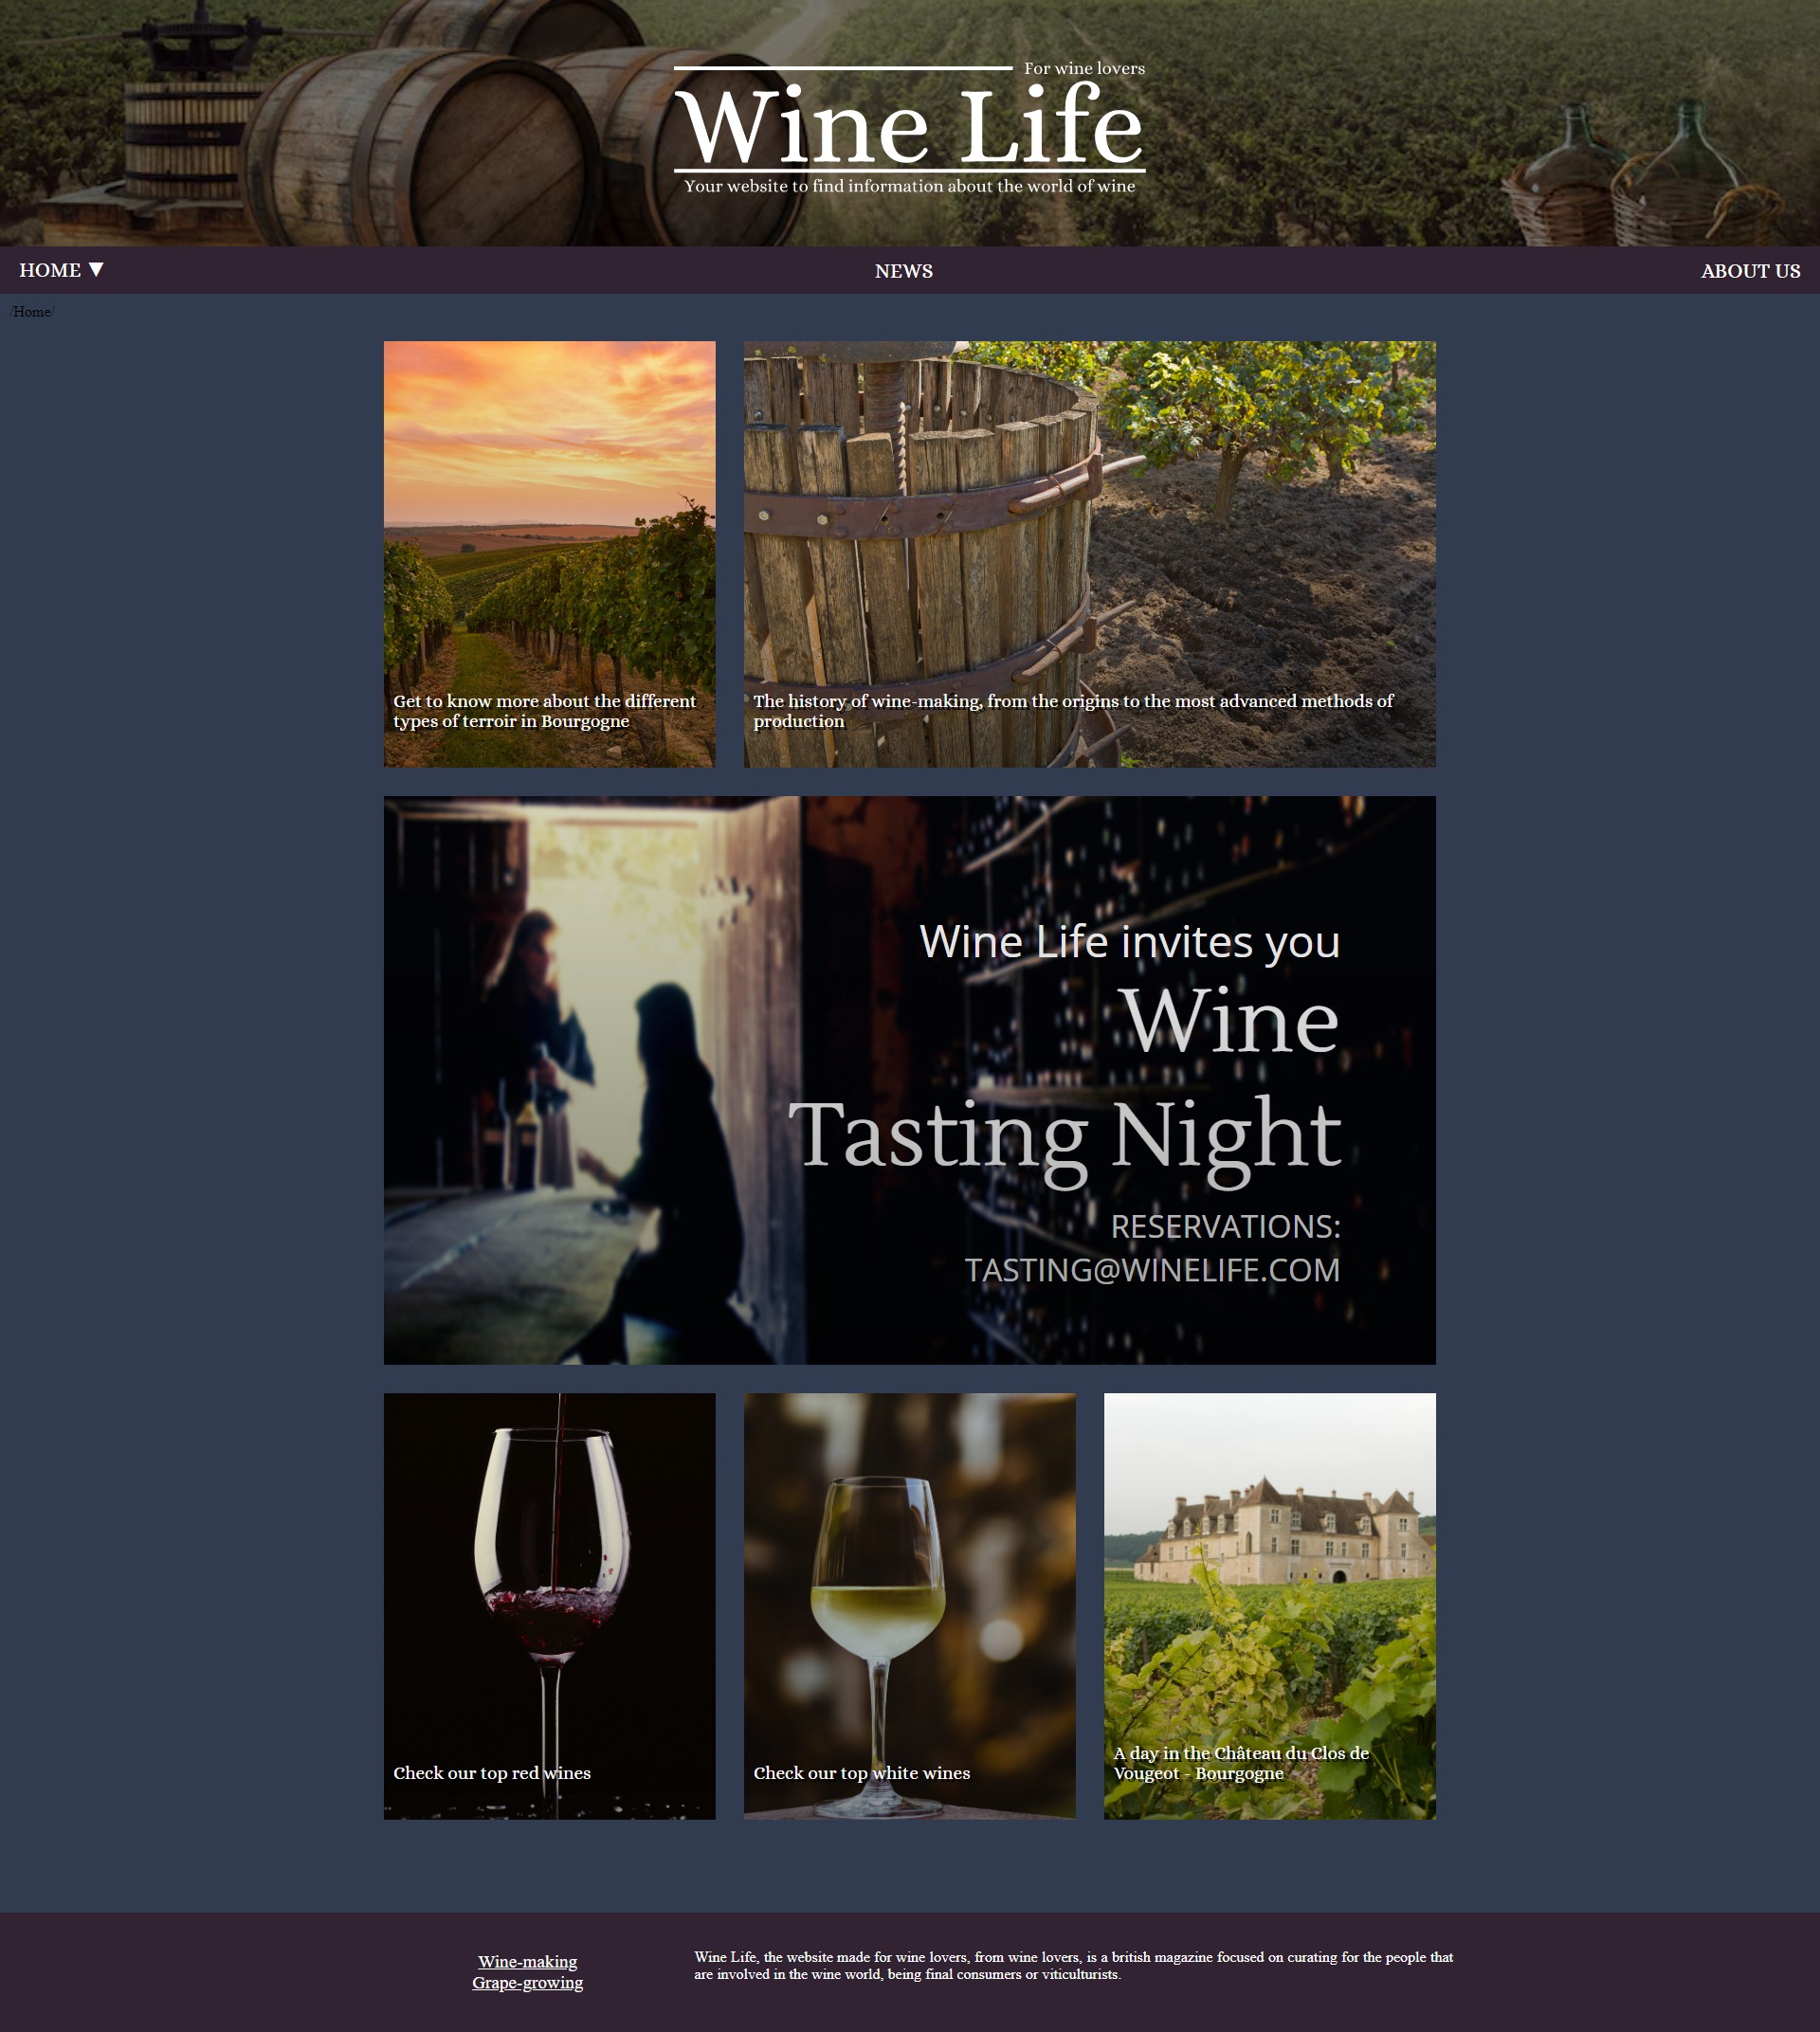 For wine lovers
Wine Life
Your website to find information about the world of wine
HOME ▼
NEWS
ABOUT US
/Home/
Get to know more about the different
types of terroir in Bourgogne
The history of wine-making, from the origins to the most advanced methods of
production
Wine Life invites you
Wine
Tasting Night
RESERVATIONS:
TASTING@WINELIFE.COM
Check our top red wines
Check our top white wines
A day in the Château du Clos de
Vougeot - Bourgogne
Wine-making
Grape-growing
Wine Life, the website made for wine lovers, from wine lovers, is a british magazine focused on curating for the people that
are involved in the wine world, being final consumers or viticulturists.